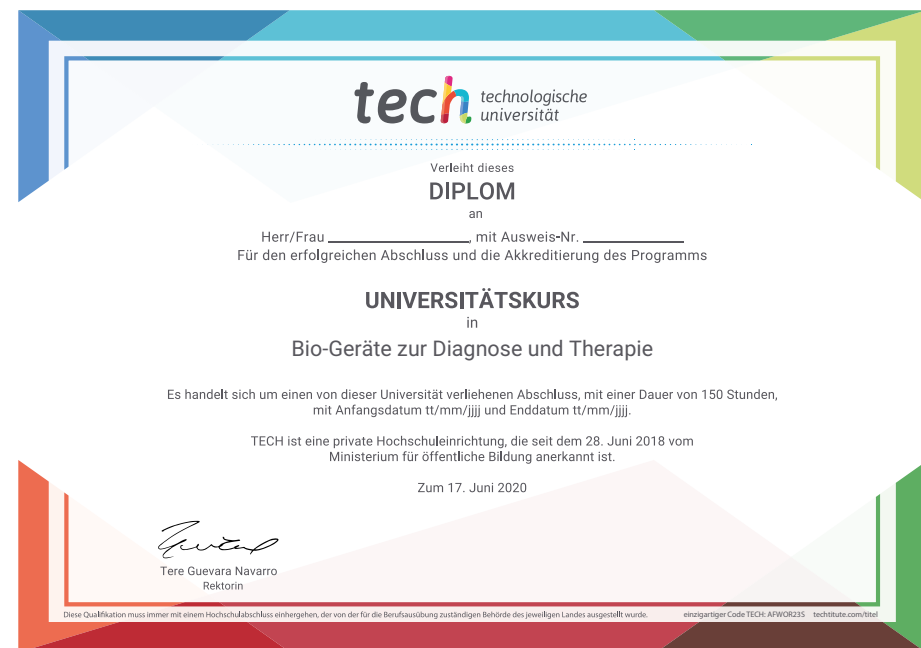 tech technologische
universität
Verleiht dieses
DIPLOM
an
Herr/Frau ____________________, mit Ausweis-Nr. ______________
Für den erfolgreichen Abschluss und die Akkreditierung des Programms
UNIVERSITÄTSKURS
in
Bio-Geräte zur Diagnose und Therapie
Es handelt sich um einen von dieser Universität verliehenen Abschluss, mit einer Dauer von 150 Stunden,
mit Anfangsdatum tt/mm/jjjj und Enddatum tt/mm/jjjj.
TECH ist eine private Hochschuleinrichtung, die seit dem 28. Juni 2018 vom
Ministerium für öffentliche Bildung anerkannt ist.
Zum 17. Juni 2020
Tere Guevara Navarro
Rektorin
Diese Qualifikation muss immer mit einem Hochschulabschluss einhergehen, der von der für die Berufsausübung zuständigen Behörde des jeweiligen Landes ausgestellt wurde. einzigartiger Code TECH: AFWOR23S techtitute.com/titel